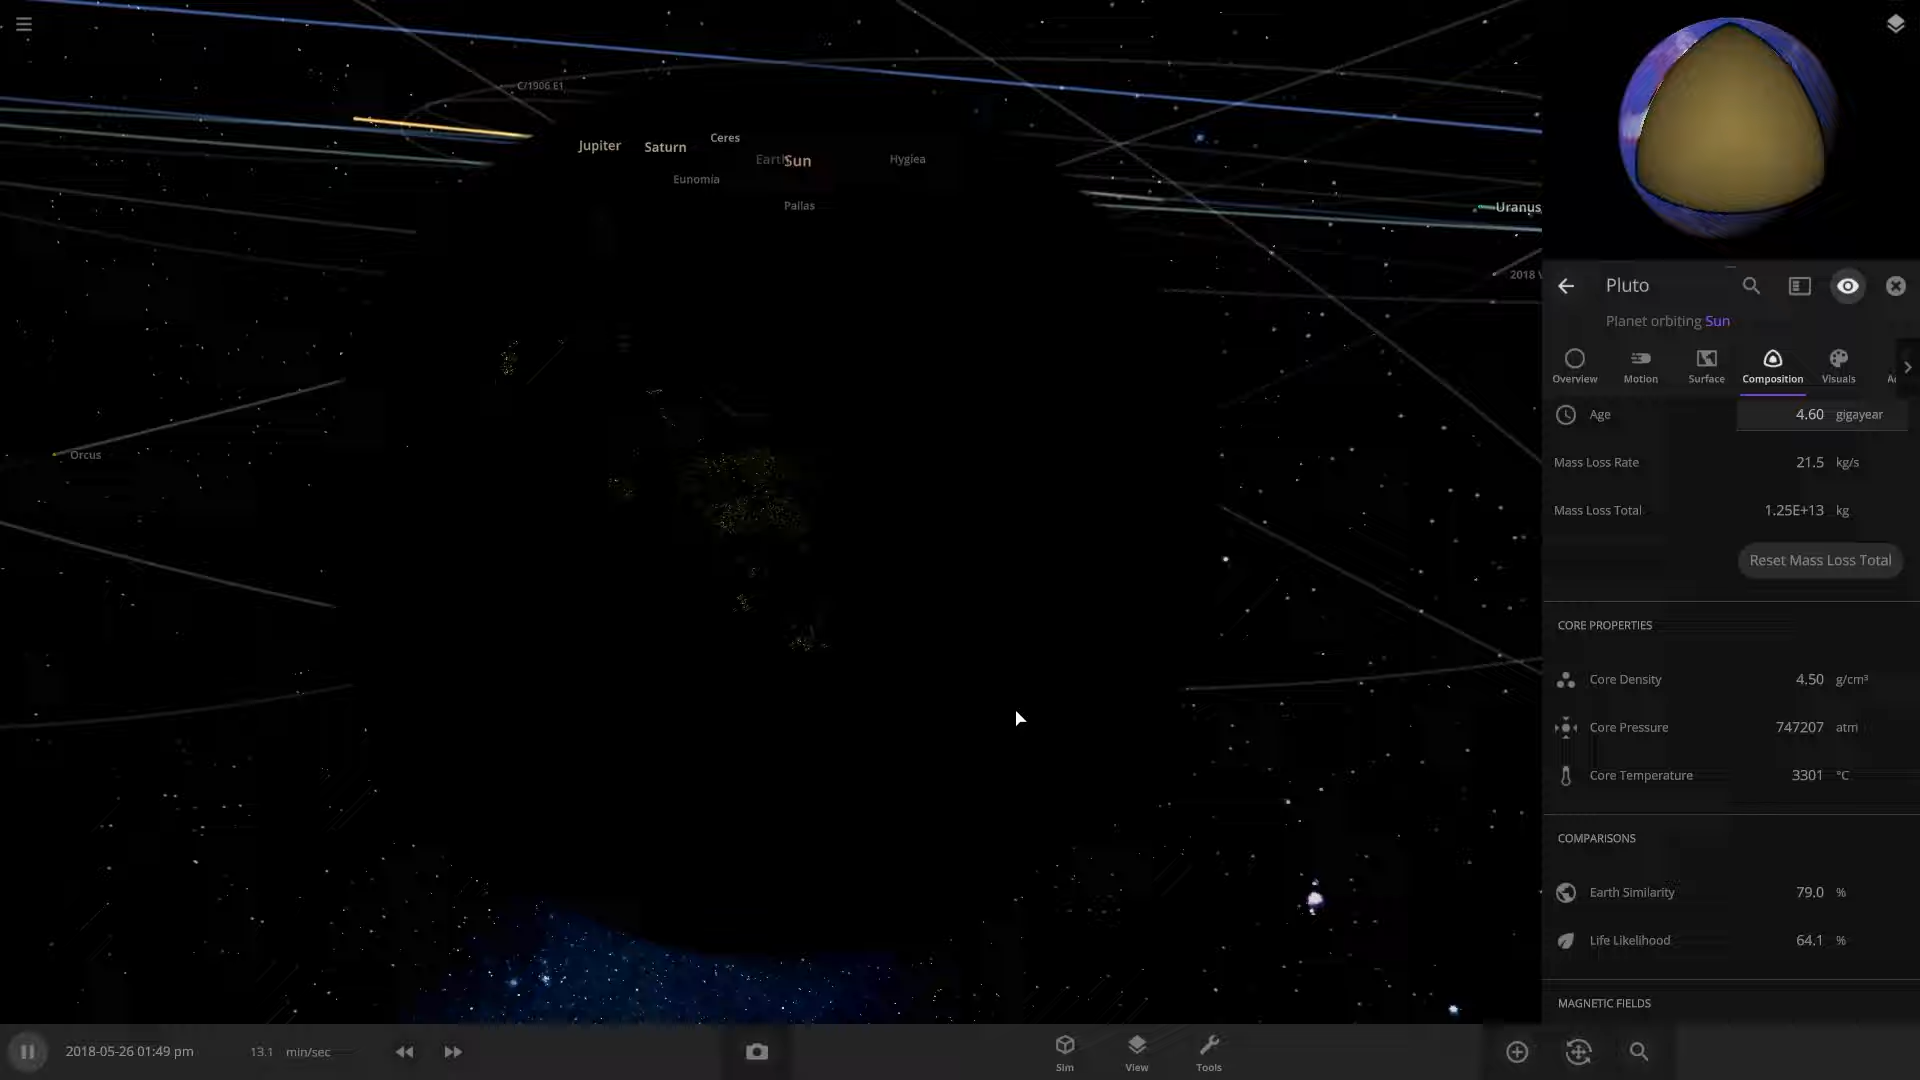 C/1906 E1
Jupiter Saturn Ceres
Earth Sun Hygiea
Eunomia
Pallas
Uranus
2018 V
Orcus
Pluto
Planet orbiting Sun
Overview Motion Surface Composition Visuals
Age 4.60 gigayear
Mass Loss Rate 21.5 kg/s
Mass Loss Total 1.25E+13 kg
Reset Mass Loss Total
CORE PROPERTIES
Core Density 4.50 g/cm³
Core Pressure 747207 atm
Core Temperature 3301 °C
COMPARISONS
Earth Similarity 79.0 %
Life Likelihood 64.1 %
MAGNETIC FIELDS
2018-05-26 01:49 pm 13.1 min/sec
Sim View Tools